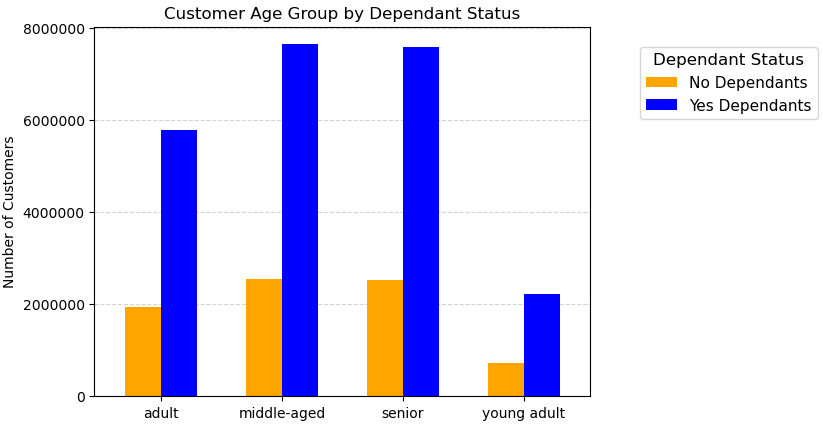 Customer Age Group by Dependant Status
Number of Customers
8000000
6000000
4000000
2000000
0
adult
middle-aged
senior
young adult
Dependant Status
No Dependants
Yes Dependants